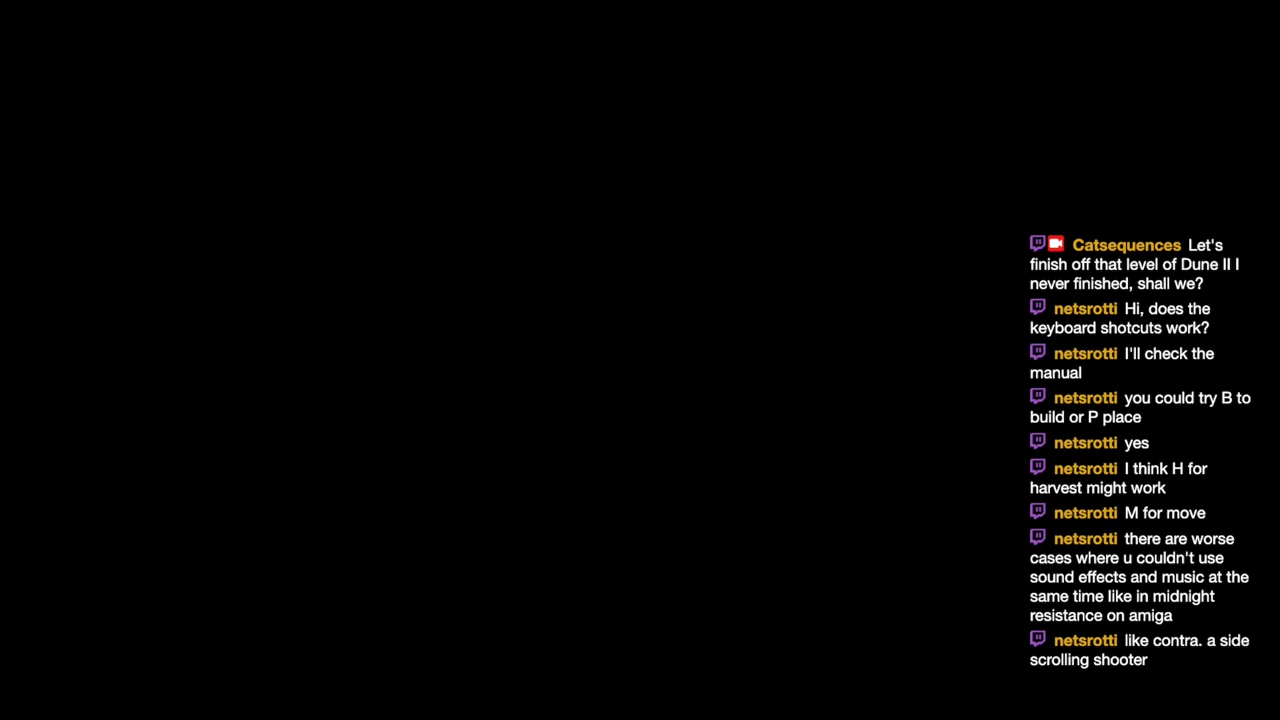 Catsequences Let's
finish off that level of Dune II I
never finished, shall we?
netsrotti Hi, does the
keyboard shotcuts work?
netsrotti I'll check the
manual
netsrotti you could try B to
build or P place
netsrotti yes
netsrotti I think H for
harvest might work
netsrotti M for move
netsrotti there are worse
cases where u couldn't use
sound effects and music at the
same time like in midnight
resistance on amiga
netsrotti like contra. a side
scrolling shooter